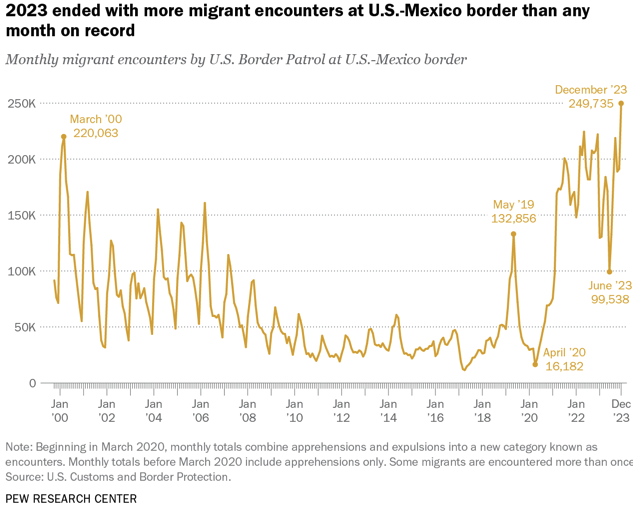 2023 ended with more migrant encounters at U.S.-Mexico border than any
month on record
Monthly migrant encounters by U.S. Border Patrol at U.S.-Mexico border
December '23
249,735
250K
March '00
220,063
200K
May '19
132,856
150K
100K
June '23
99,538
50K
April '20
16,182
0
Jan '00
Jan '02
Jan '04
Jan '06
Jan '08
Jan '10
Jan '12
Jan '14
Jan '16
Jan '18
Jan '20
Jan '22
Dec '23
Note: Beginning in March 2020, monthly totals combine apprehensions and expulsions into a new category known as
encounters. Monthly totals before March 2020 include apprehensions only. Some migrants are encountered more than once
Source: U.S. Customs and Border Protection.
PEW RESEARCH CENTER